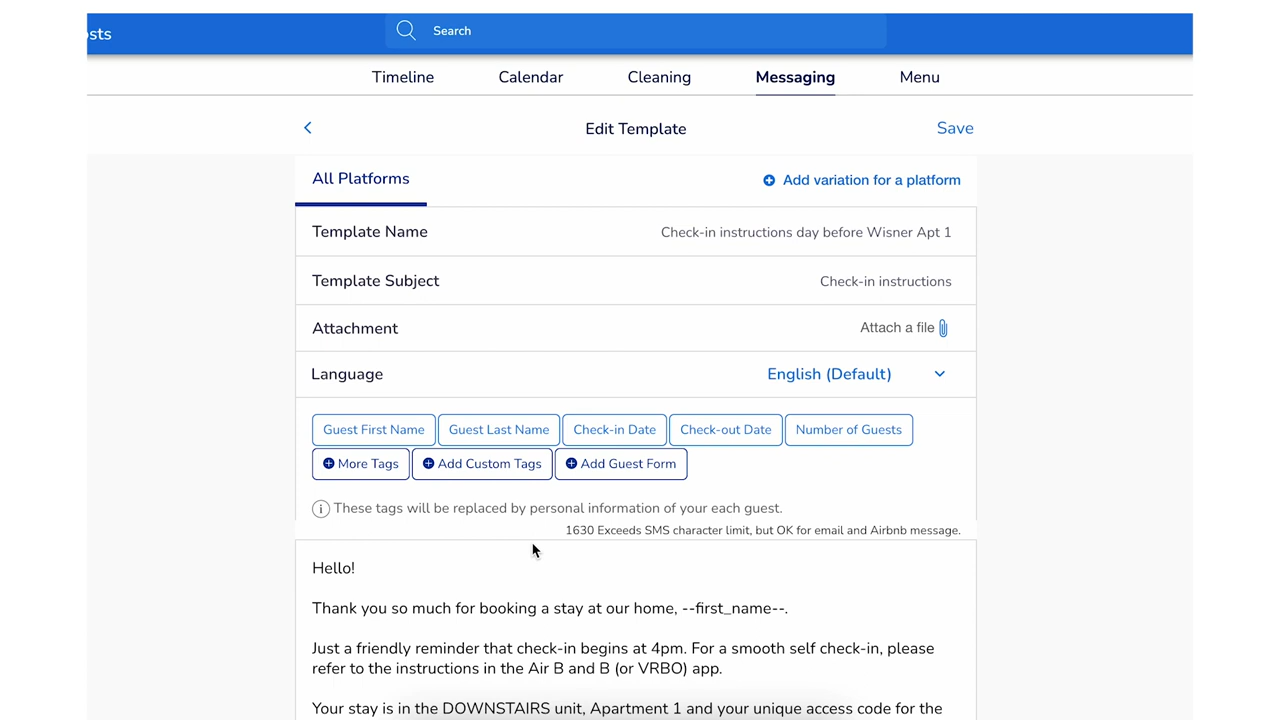 osts
Search
Timeline Calendar Cleaning Messaging Menu
Edit Template Save
All Platforms Add variation for a platform
Template Name Check-in instructions day before Wisner Apt 1
Template Subject Check-in instructions
Attachment Attach a file
Language English (Default)
Guest First Name Guest Last Name Check-in Date Check-out Date Number of Guests
More Tags Add Custom Tags Add Guest Form
These tags will be replaced by personal information of your each guest.
1630 Exceeds SMS character limit, but OK for email and Airbnb message.
Hello!
Thank you so much for booking a stay at our home, --first_name--.
Just a friendly reminder that check-in begins at 4pm. For a smooth self check-in, please
refer to the instructions in the Air B and B (or VRBO) app.
Your stay is in the DOWNSTAIRS unit, Apartment 1 and your unique access code for the